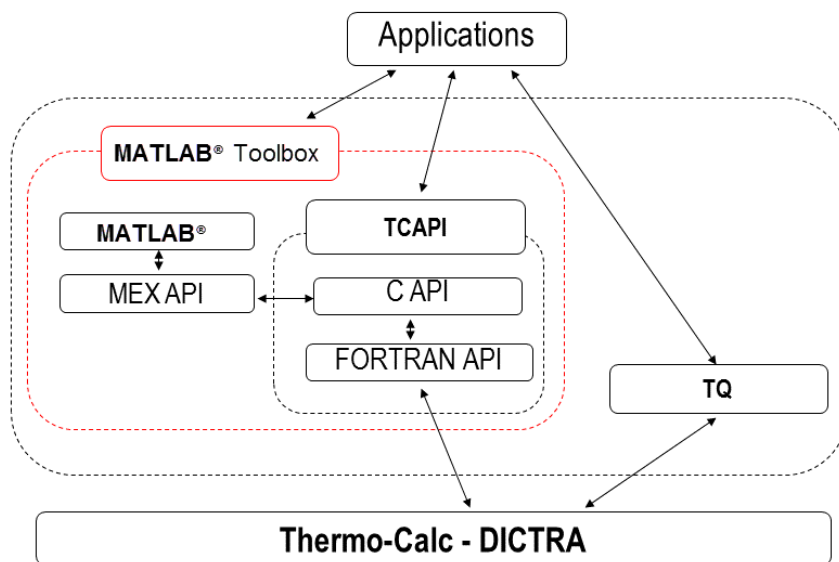 Applications
MATLAB® Toolbox
TCAPI
MATLAB®
MEX API
C API
FORTRAN API
TQ
Thermo-Calc - DICTRA